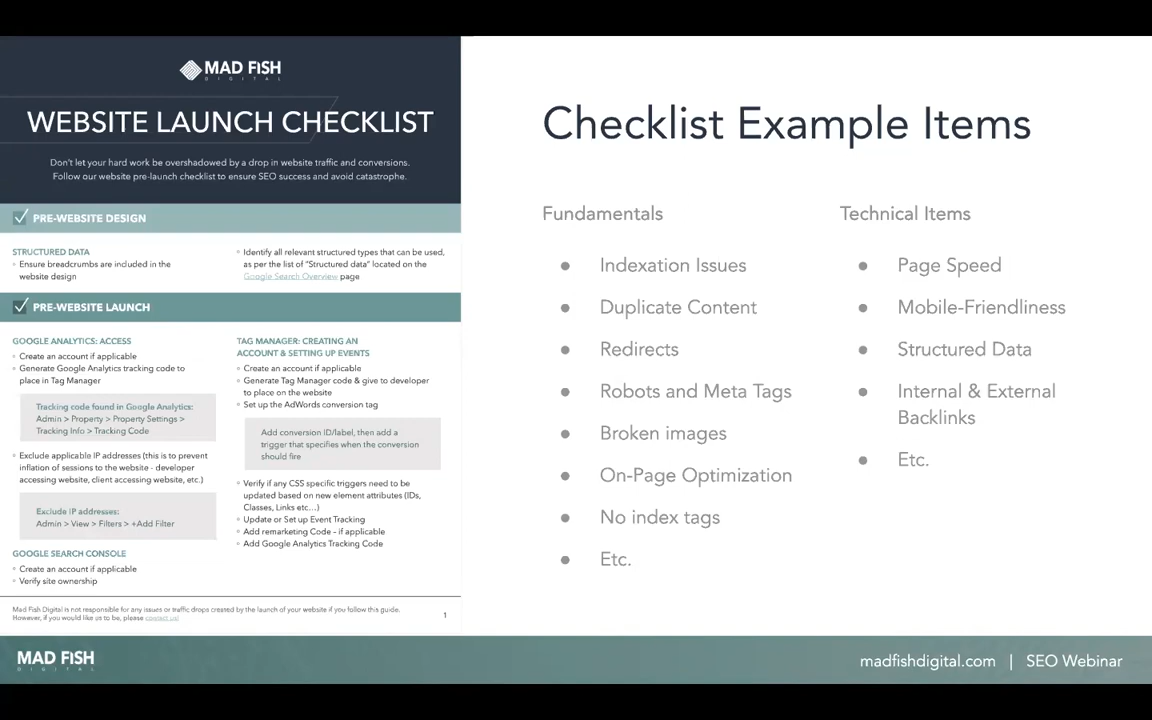 MAD FISH
DIGITAL
WEBSITE LAUNCH CHECKLIST
Don't let your hard work be overshadowed by a drop in website traffic and conversions.
Follow our website pre-launch checklist to ensure SEO success and avoid catastrophe.
PRE-WEBSITE DESIGN
STRUCTURED DATA
• Ensure breadcrumbs are included in the
website design
• Identify all relevant structured types that can be used,
as per the list of "Structured data" located on the
Google Search Overview page
PRE-WEBSITE LAUNCH
GOOGLE ANALYTICS: ACCESS
• Create an account if applicable
• Generate Google Analytics tracking code to
place in Tag Manager
Tracking code found in Google Analytics:
Admin > Property > Property Settings >
Tracking Info > Tracking Code
Exclude applicable IP addresses (this is to prevent
inflation of sessions to the website - developer
accessing website, client accessing website, etc.)
Exclude IP addresses:
Admin > View > Filters > +Add Filter
GOOGLE SEARCH CONSOLE
• Create an account if applicable
• Verify site ownership
TAG MANAGER: CREATING AN
ACCOUNT & SETTING UP EVENTS
• Create an account if applicable
• Generate Tag Manager code & give to developer
to place on the website
• Set up the AdWords conversion tag
Add conversion ID/label, then add a
trigger that specifies when the conversion
should fire
• Verify if any CSS specific triggers need to be
updated based on new element attributes (IDs,
Classes, Links etc...)
• Update or Set up Event Tracking
• Add remarketing Code – if applicable
• Add Google Analytics Tracking Code
Mad Fish Digital is not responsible for any issues or traffic drops created by the launch of your website if you follow this guide.
However, if you would like us to be, please contact us!
1
Checklist Example Items
Fundamentals
● Indexation Issues
● Duplicate Content
● Redirects
● Robots and Meta Tags
● Broken images
● On-Page Optimization
● No index tags
● Etc.
Technical Items
● Page Speed
● Mobile-Friendliness
● Structured Data
● Internal & External
Backlinks
● Etc.
MAD FISH
DIGITAL
madfishdigital.com | SEO Webinar